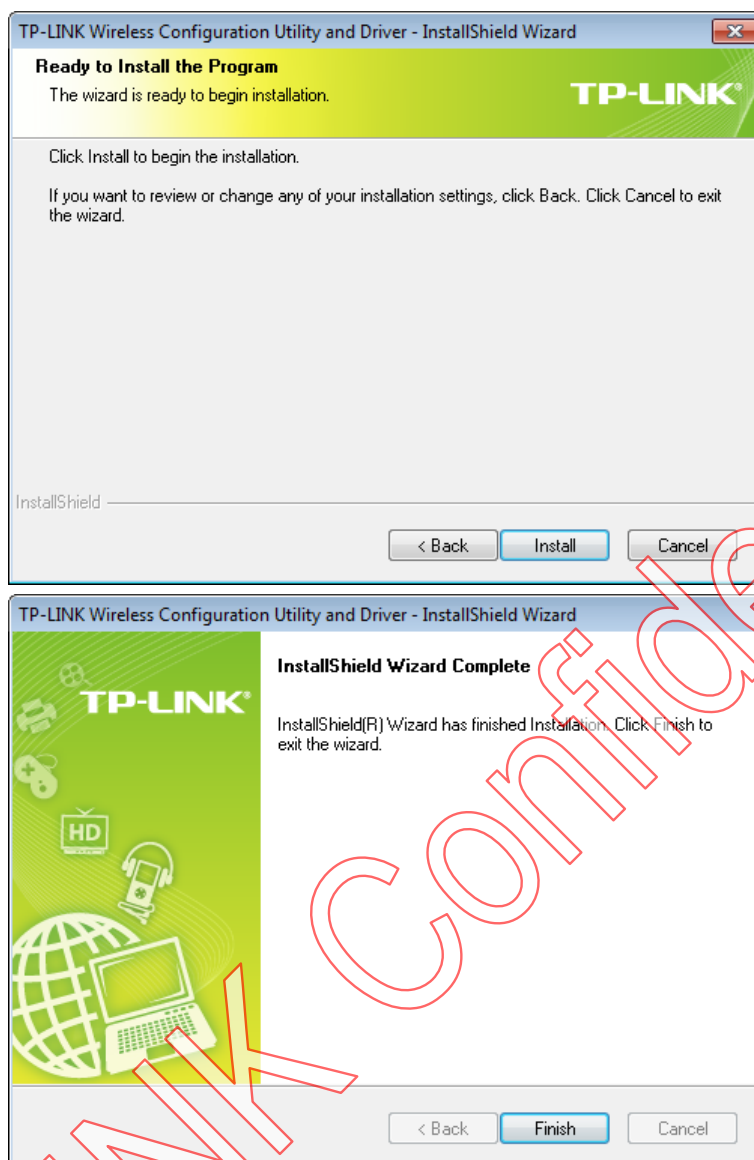 TP-LINK Wireless Configuration Utility and Driver - InstallShield Wizard
Ready to Install the Program
The wizard is ready to begin installation.
TP-LINK®
Click Install to begin the installation.
If you want to review or change any of your installation settings, click Back. Click Cancel to exit
the wizard.
InstallShield
< Back
Install
Cancel
TP-LINK Wireless Configuration Utility and Driver - InstallShield Wizard
TP-LINK®
HD
InstallShield Wizard Complete
InstallShield(R) Wizard has finished Installation. Click Finish to
exit the wizard.
< Back
Finish
Cancel